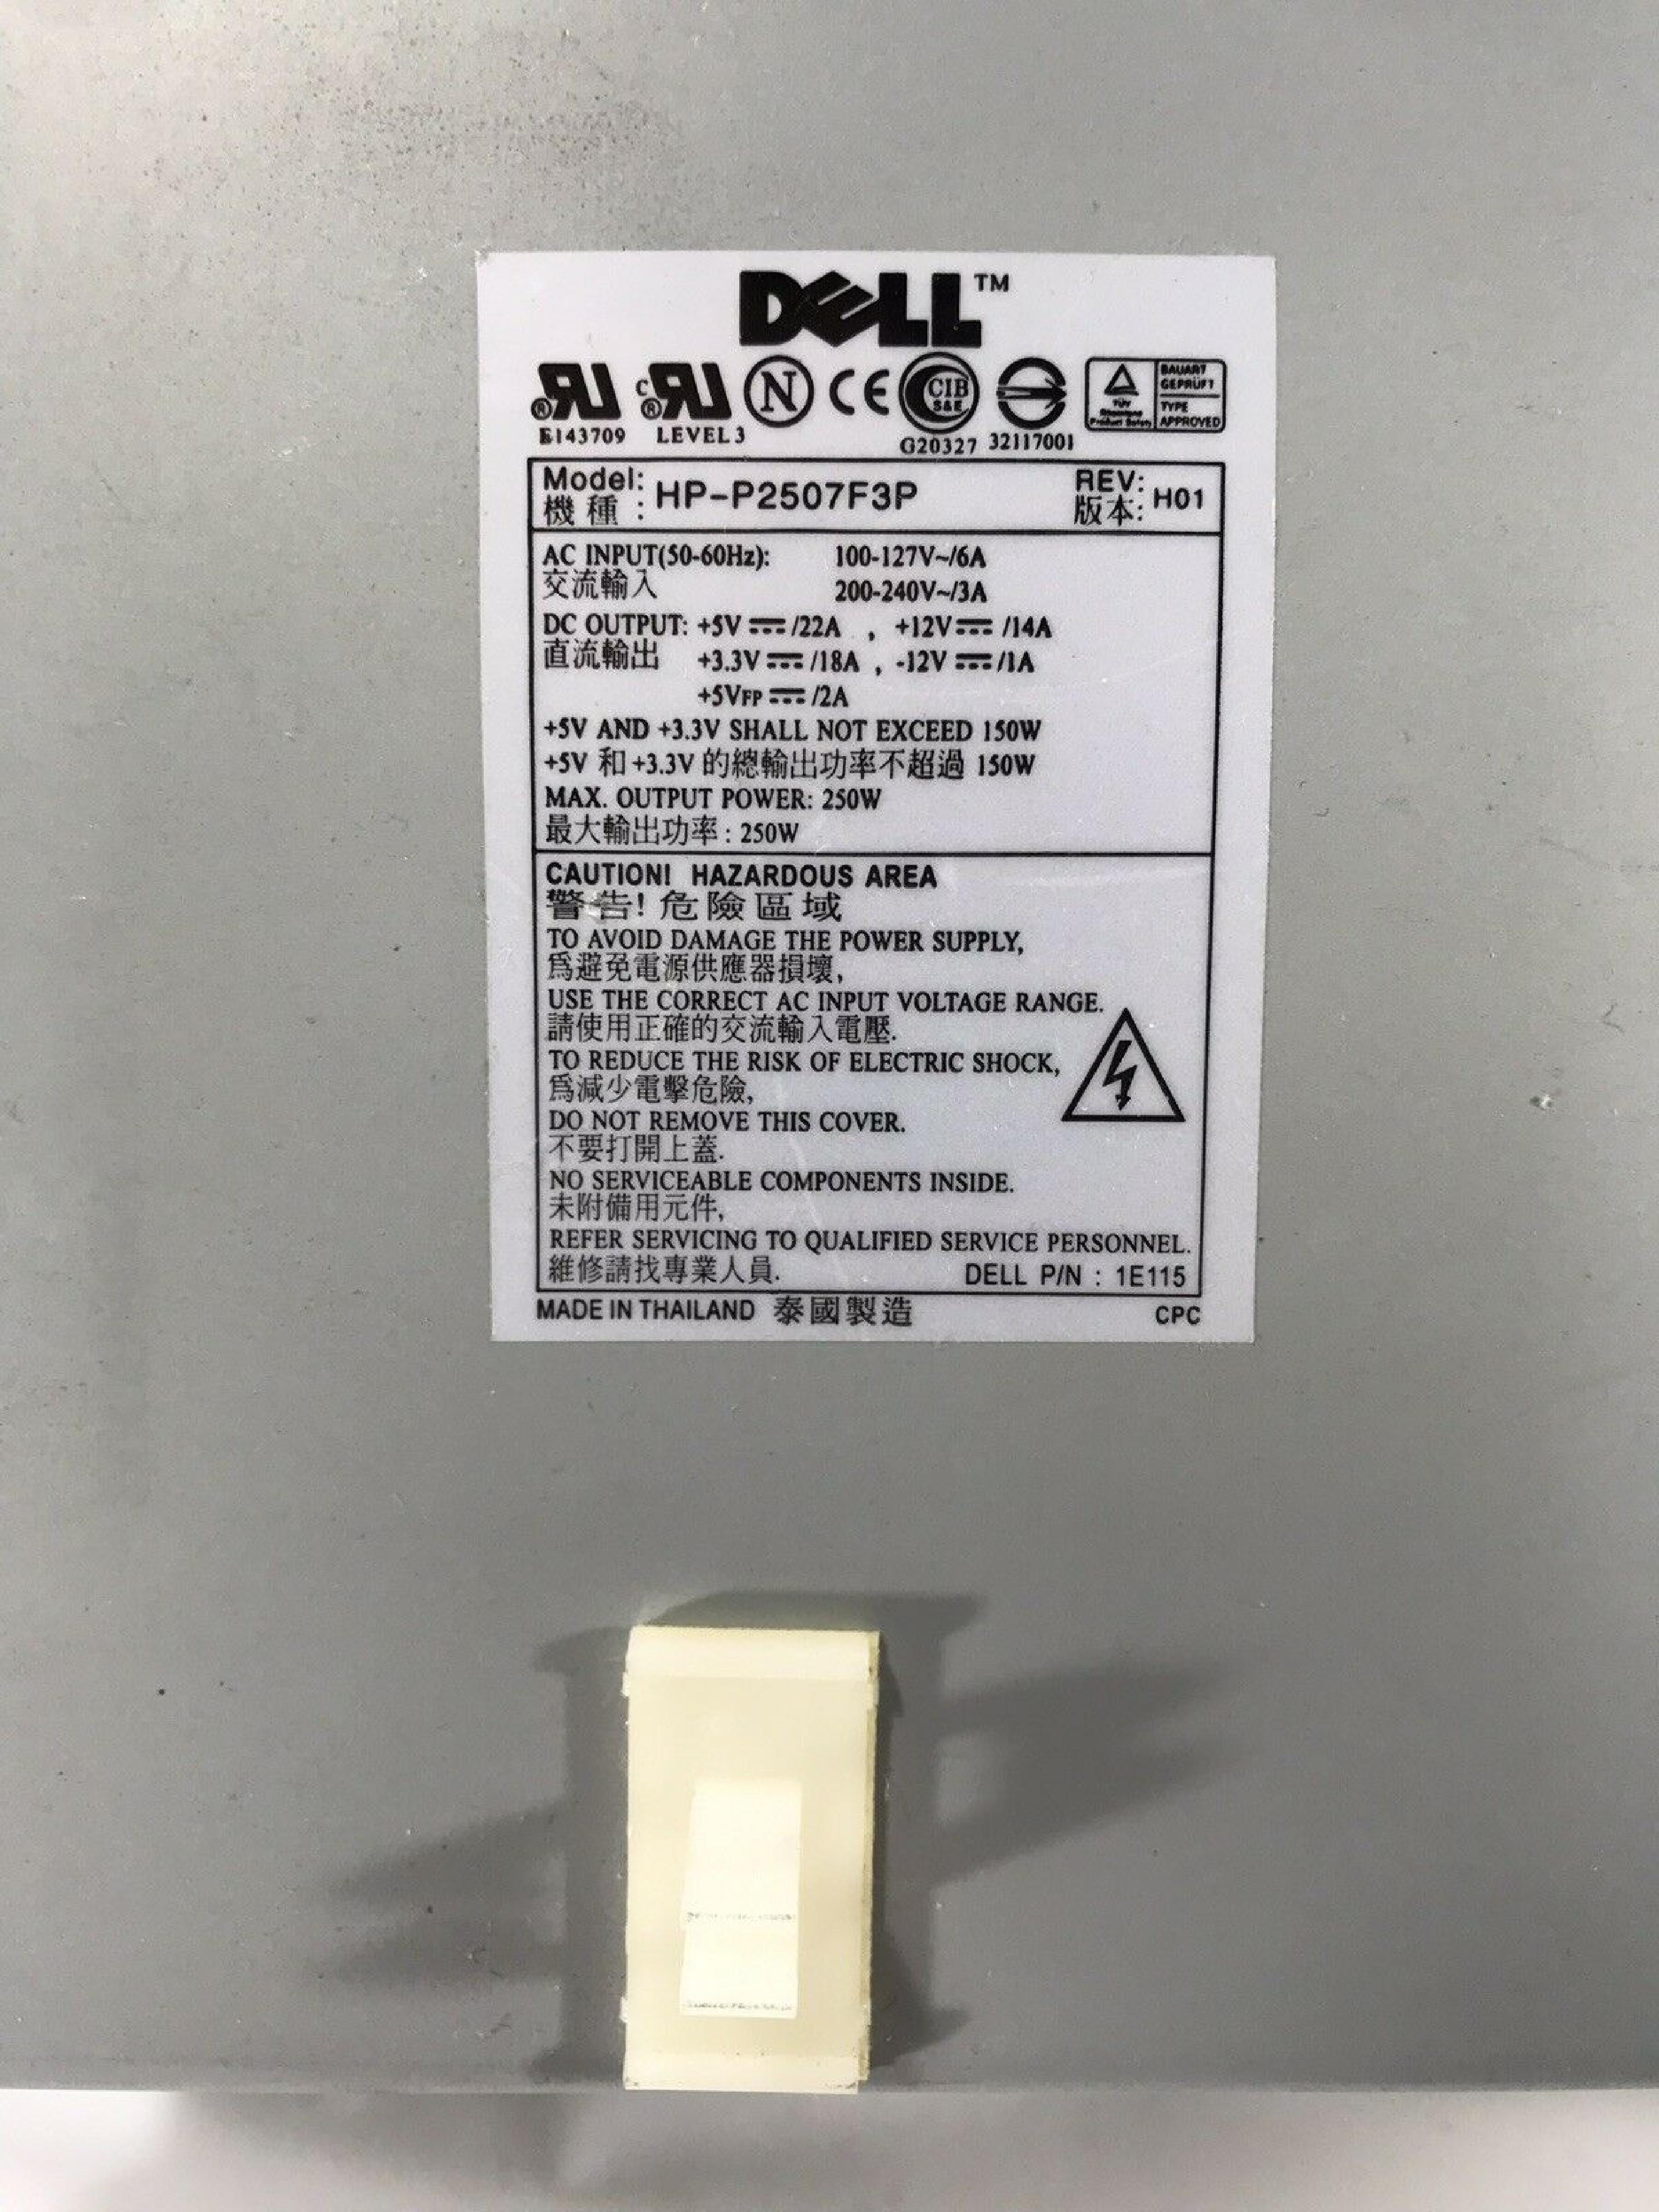 DELL™
E143709 LEVEL 3 N CE CIB S&E G20327 32117001 TÜV Product Safety BAUART GEPRÜFT TYPE APPROVED
Model: HP-P2507F3P REV: H01
機種: 版本:
AC INPUT(50-60Hz): 100-127V~/6A
交流輸入 200-240V~/3A
DC OUTPUT: +5V /22A , +12V /14A
直流輸出 +3.3V /18A , -12V /1A
+5VFP /2A
+5V AND +3.3V SHALL NOT EXCEED 150W
+5V 和 +3.3V 的總輸出功率不超過 150W
MAX. OUTPUT POWER: 250W
最大輸出功率: 250W
CAUTION! HAZARDOUS AREA
警告! 危險區域
TO AVOID DAMAGE THE POWER SUPPLY,
爲避免電源供應器損壞,
USE THE CORRECT AC INPUT VOLTAGE RANGE.
請使用正確的交流輸入電壓.
TO REDUCE THE RISK OF ELECTRIC SHOCK,
爲減少電擊危險,
DO NOT REMOVE THIS COVER.
不要打開上蓋.
NO SERVICEABLE COMPONENTS INSIDE.
未附備用元件,
REFER SERVICING TO QUALIFIED SERVICE PERSONNEL.
維修請找專業人員. DELL P/N : 1E115
MADE IN THAILAND 泰國製造 CPC